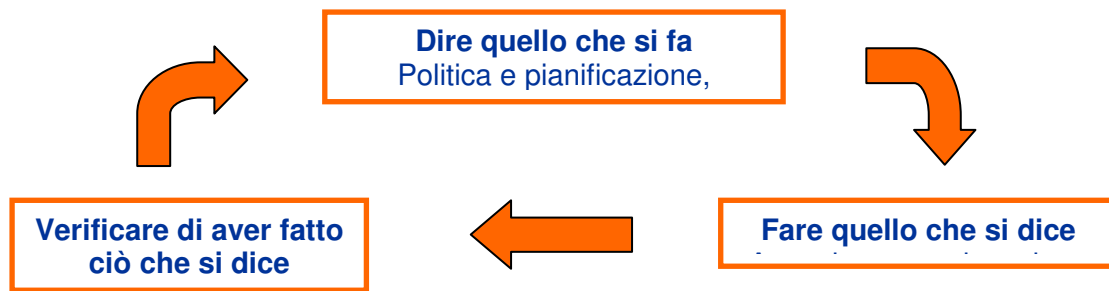 Dire quello che si fa
Politica e pianificazione,
Verificare di aver fatto
ciò che si dice
Fare quello che si dice